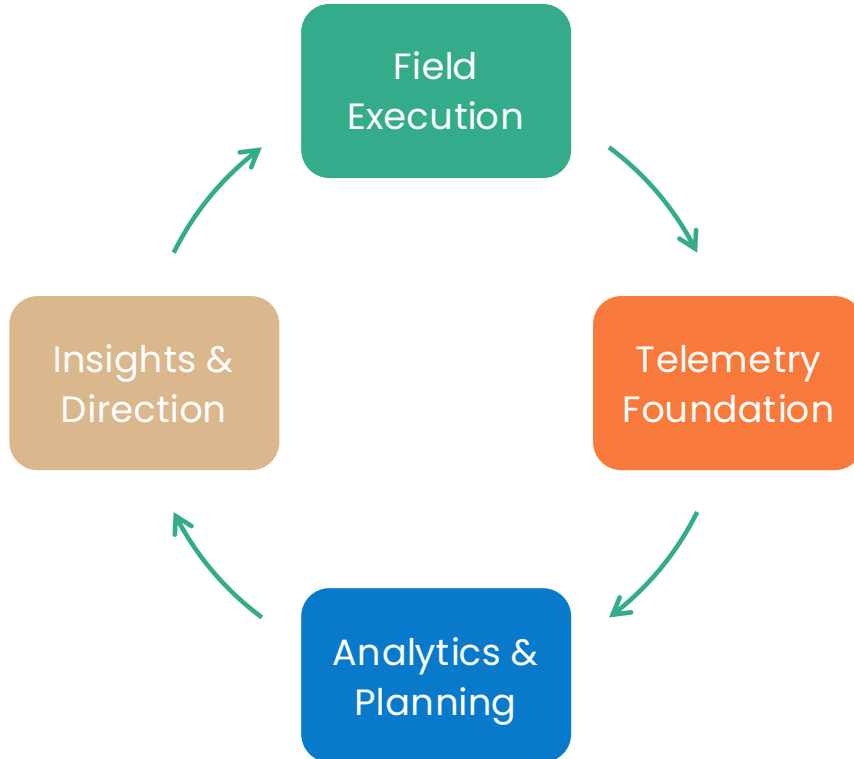 Field
Execution
Insights &
Direction
Telemetry
Foundation
Analytics &
Planning